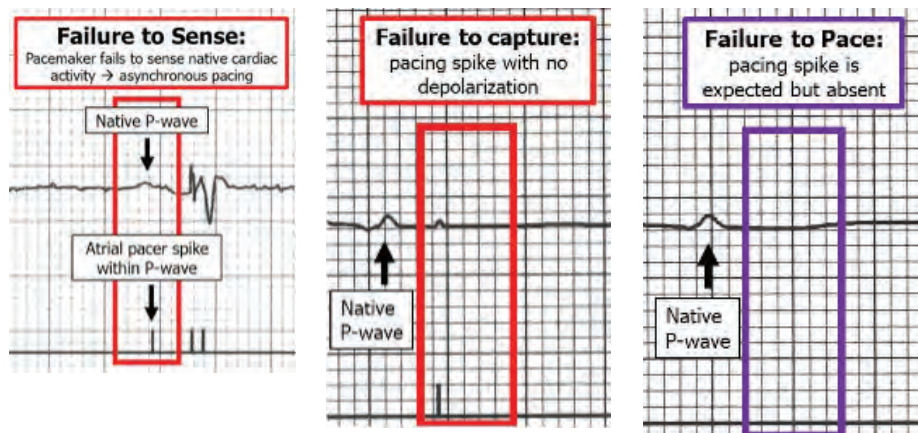 Failure to Sense:
Pacemaker fails to sense native cardiac
activity → asynchronous pacing
Native P-wave
Atrial pacer spike
within P-wave
Failure to capture:
pacing spike with no
depolarization
Native
P-wave
Failure to Pace:
pacing spike is
expected but absent
Native
P-wave